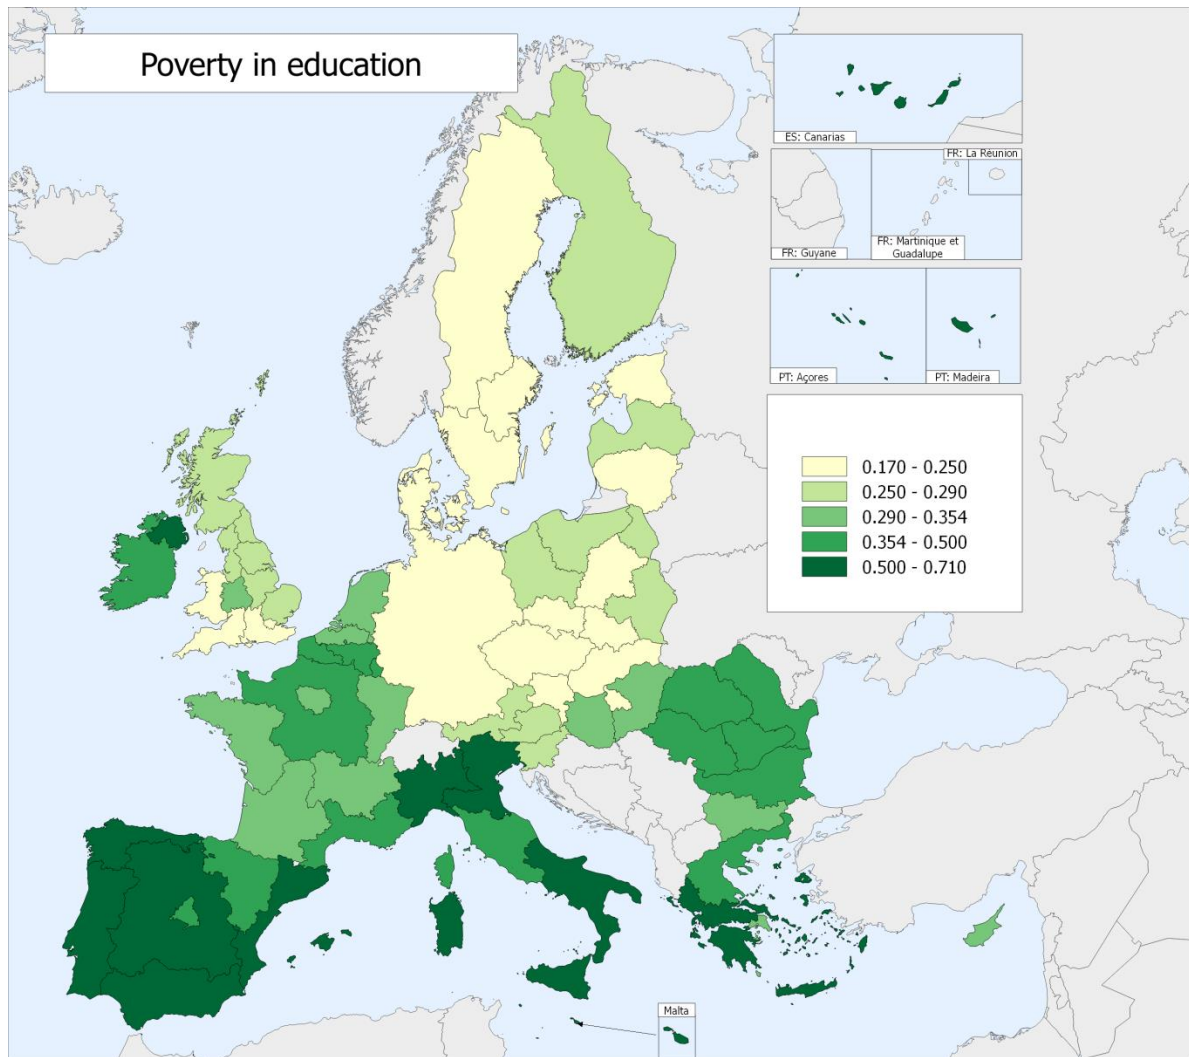 Poverty in education
ES: Canarias
FR: La Réunion
FR: Guyane
FR: Martinique et
Guadalupe
PT: Açores
PT: Madeira
0.170 - 0.250
0.250 - 0.290
0.290 - 0.354
0.354 - 0.500
0.500 - 0.710
Malta